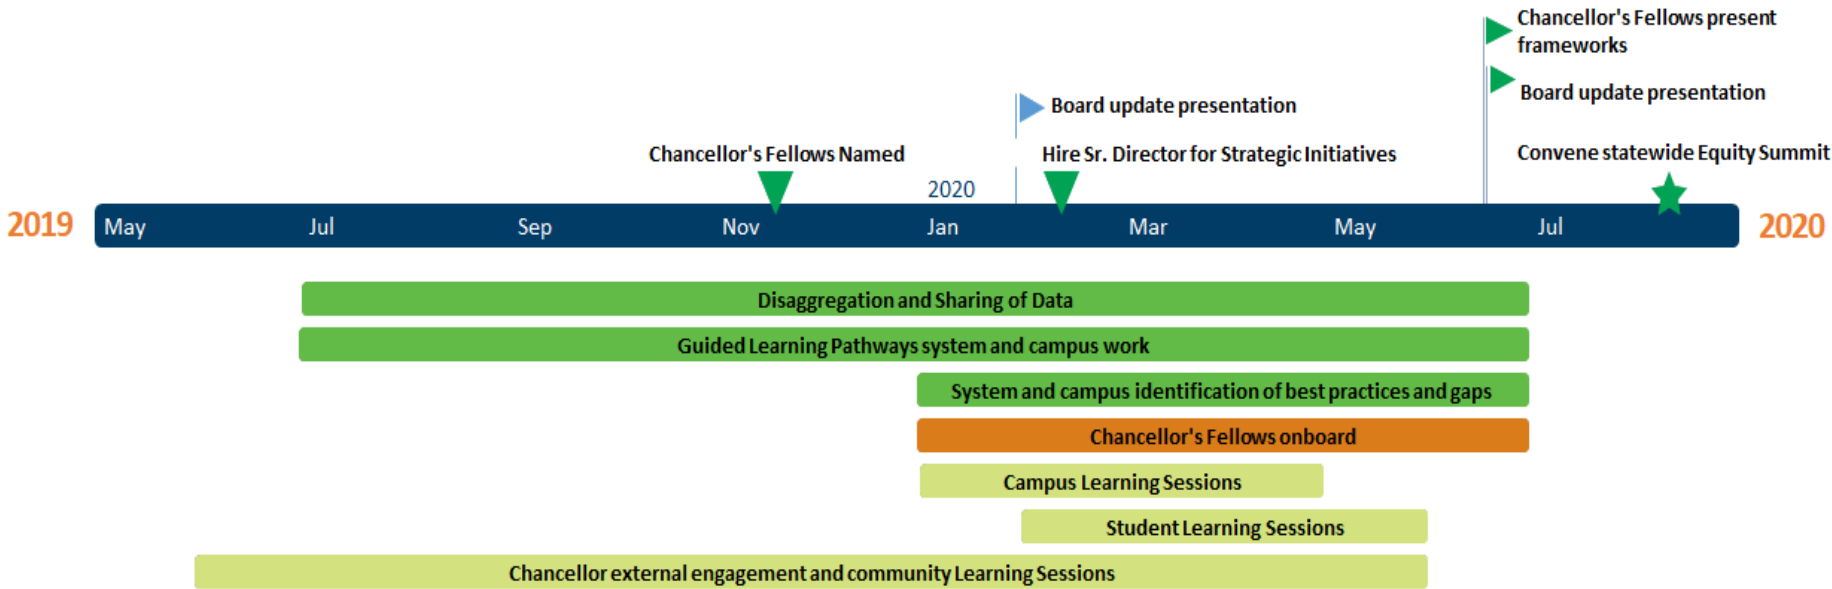 Chancellor's Fellows present
frameworks
Board update presentation
Board update presentation
Chancellor's Fellows Named
Hire Sr. Director for Strategic Initiatives
Convene statewide Equity Summit
2020
2019
May
Jul
Sep
Nov
Jan
Mar
May
Jul
2020
Disaggregation and Sharing of Data
Guided Learning Pathways system and campus work
System and campus identification of best practices and gaps
Chancellor's Fellows onboard
Campus Learning Sessions
Student Learning Sessions
Chancellor external engagement and community Learning Sessions